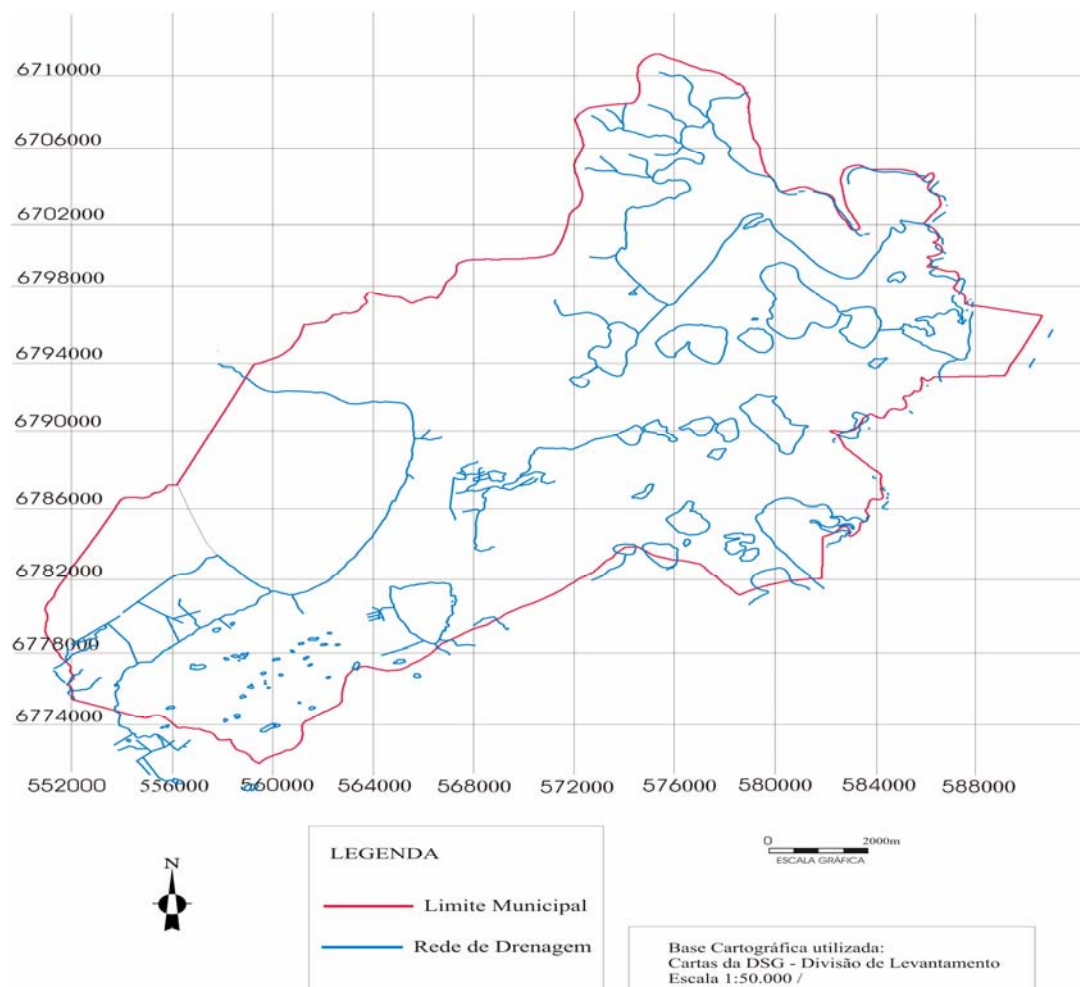 6710000
6706000
6702000
6798000
6794000
6790000
6786000
6782000
6778000
6774000
552000 556000 560000 564000 568000 572000 576000 580000 584000 588000
N
LEGENDA
Limite Municipal
Rede de Drenagem
0 2000m
ESCALA GRÁFICA
Base Cartográfica utilizada:
Cartas da DSG - Divisão de Levantamento
Escala 1:50.000 /